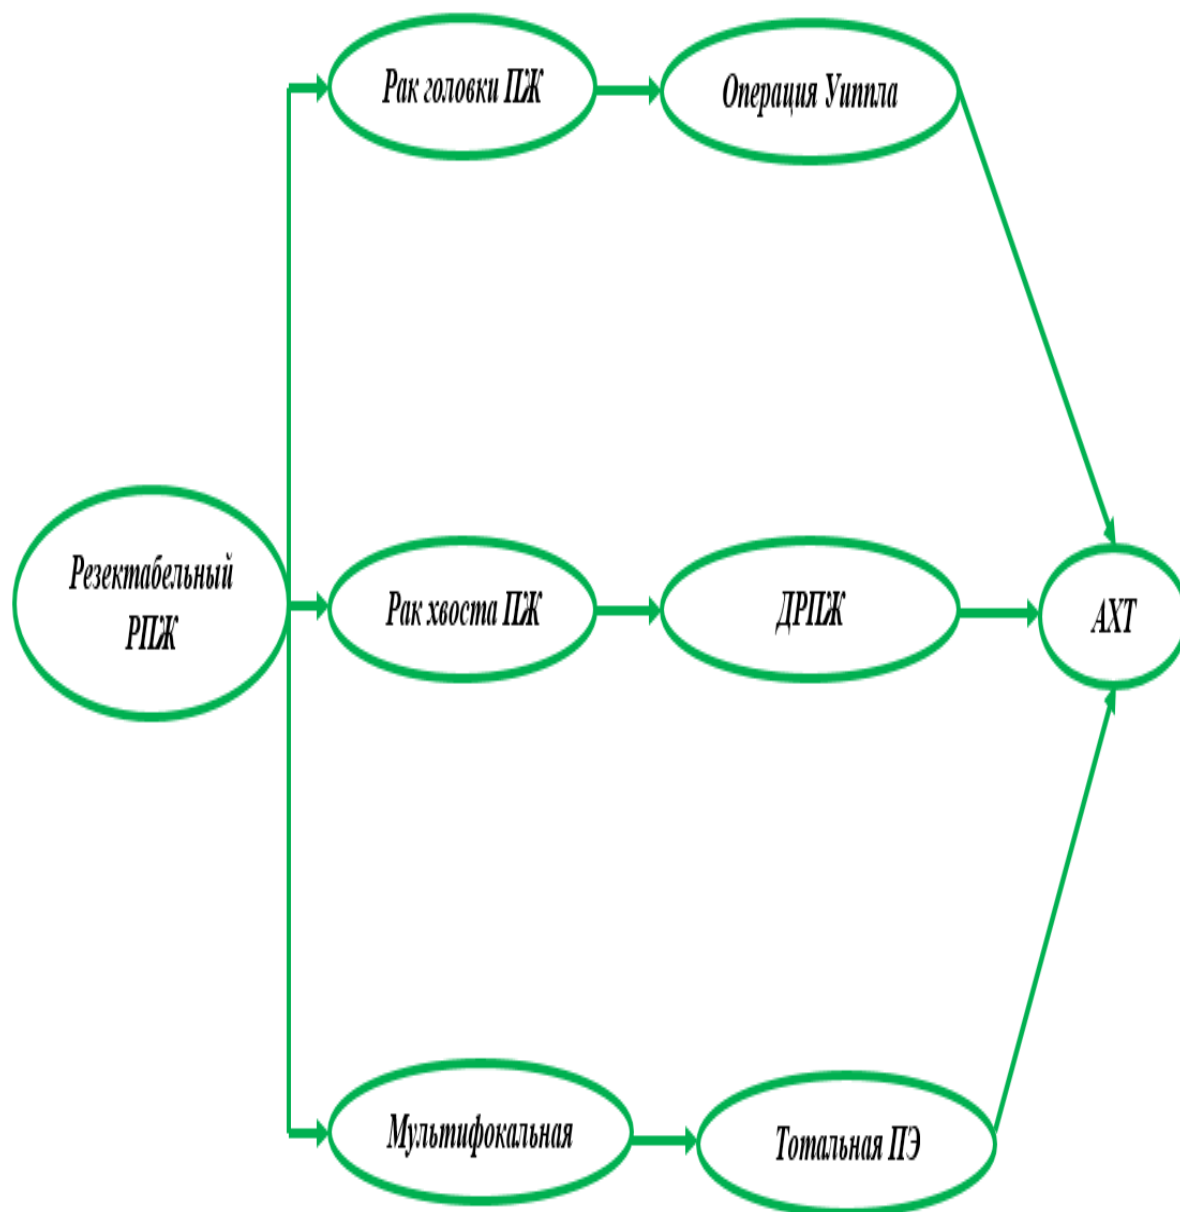 Рак головки ПЖ
Операция Уиппла
Резектабельный
РПЖ
Рак хвоста ПЖ
ДРПЖ
АХТ
Мультифокальная
Тотальная ПЭ